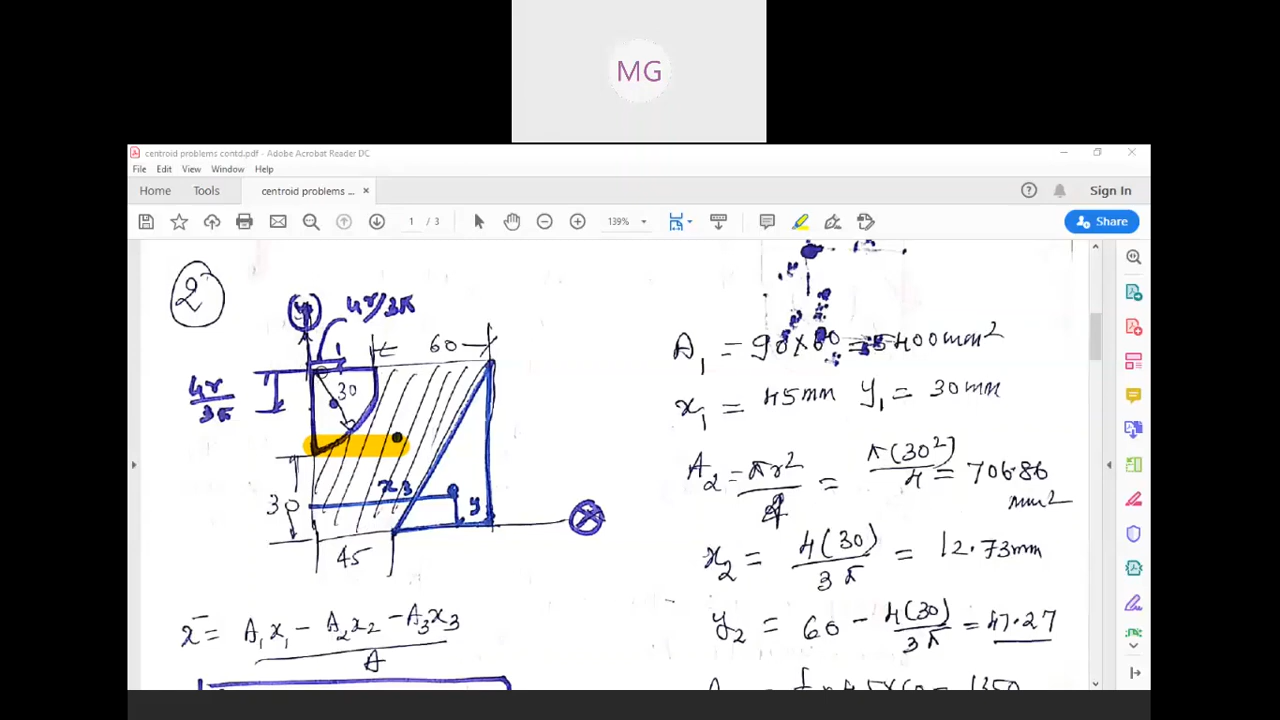 MG
centroid problems contd.pdf - Adobe Acrobat Reader DC
File Edit View Window Help
Home Tools centroid problems ... ×
Sign In
1 / 3
139%
Share
2
y
4r/3π
60
4r/3π
30
x3
y
30
x
45
x̄ = A₁x₁ - A₂x₂ - A₃x₃ / A
A₁ = 90×60 = 5400mm²
x₁ = 45mm y₁ = 30mm
A₂ = πr²/4 = π(30²)/4 = 706.86 mm²
x₂ = 4(30)/3π = 12.73mm
y₂ = 60 - 4(30)/3π = 47.27